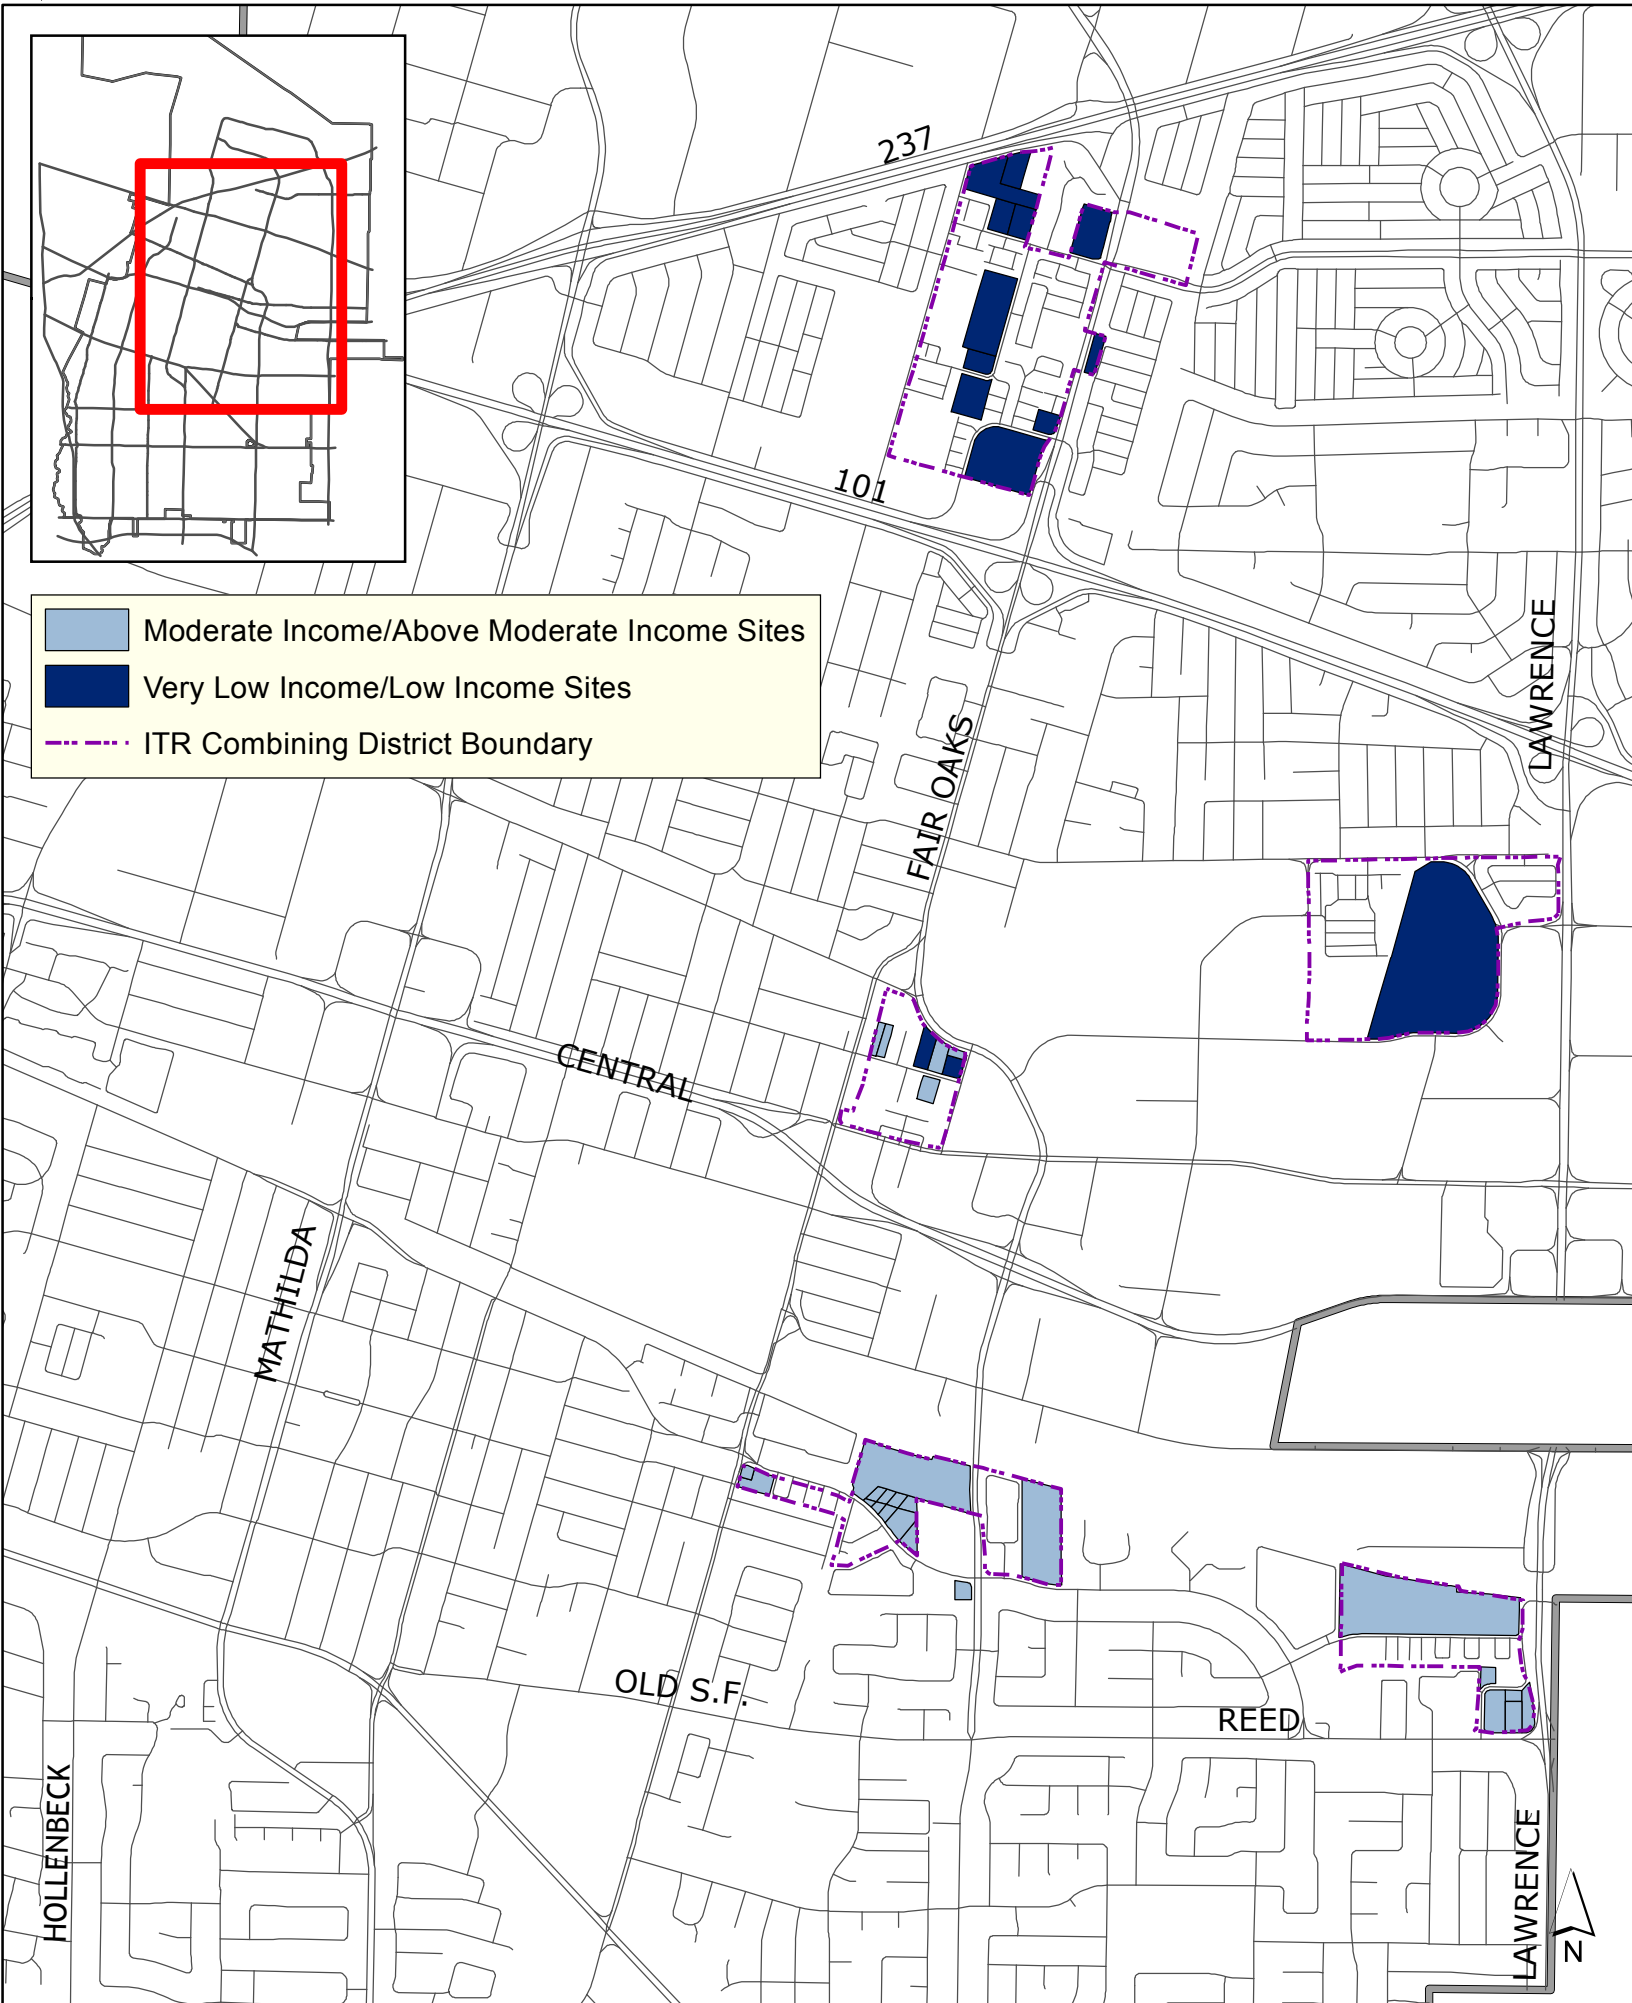 237
101
Moderate Income/Above Moderate Income Sites
Very Low Income/Low Income Sites
ITR Combining District Boundary
LAWRENCE
FAIR OAKS
CENTRAL
MATHILDA
OLD S.F.
REED
HOLLENBECK
LAWRENCE
N